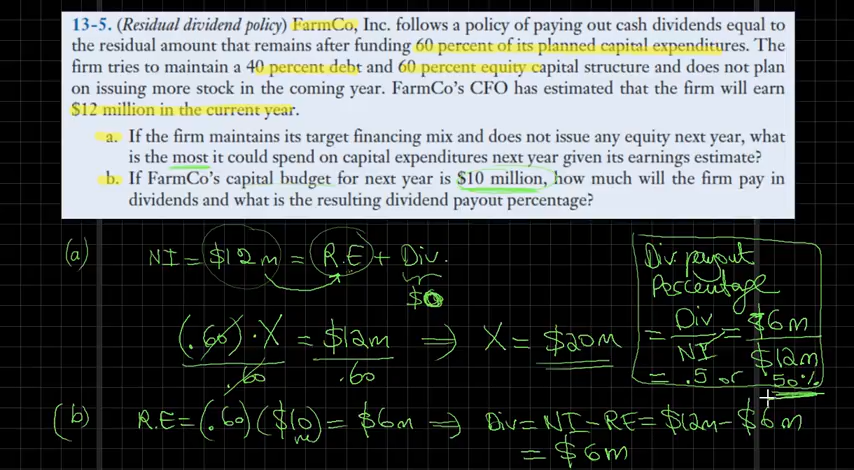 13-5. (Residual dividend policy) FarmCo, Inc. follows a policy of paying out cash dividends equal to
the residual amount that remains after funding 60 percent of its planned capital expenditures. The
firm tries to maintain a 40 percent debt and 60 percent equity capital structure and does not plan
on issuing more stock in the coming year. FarmCo's CFO has estimated that the firm will earn
$12 million in the current year.
a. If the firm maintains its target financing mix and does not issue any equity next year, what
is the most it could spend on capital expenditures next year given its earnings estimate?
b. If FarmCo's capital budget for next year is $10 million, how much will the firm pay in
dividends and what is the resulting dividend payout percentage?
(a) NI = $12 m = R.E + Div.
$0
(.60) · X = $12m ⟹ X = $20m
.60 .60
Div payout
Percentage
= Div = $6m
NI $12m
= .5 or 50%
(b) R.E = (.60) ($10 m) = $6m ⟹ Div = NI - RE = $12m - $6m
= $6m